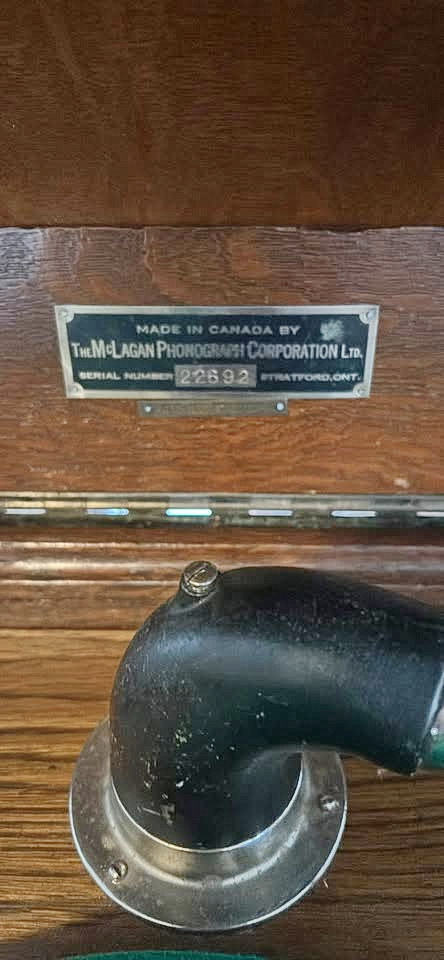 MADE IN CANADA BY
THE MCLAGAN PHONOGRAPH CORPORATION LTD.
SERIAL NUMBER 22692 STRATFORD, ONT.